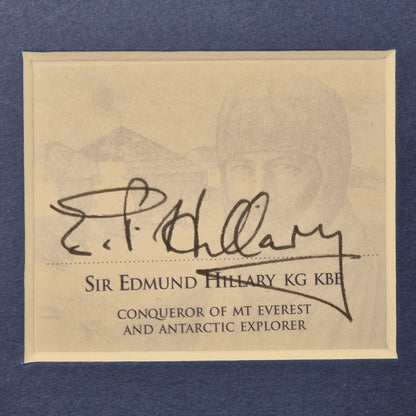 E. P. Hillary
SIR EDMUND HILLARY KG KBE
CONQUEROR OF MT EVEREST
AND ANTARCTIC EXPLORER